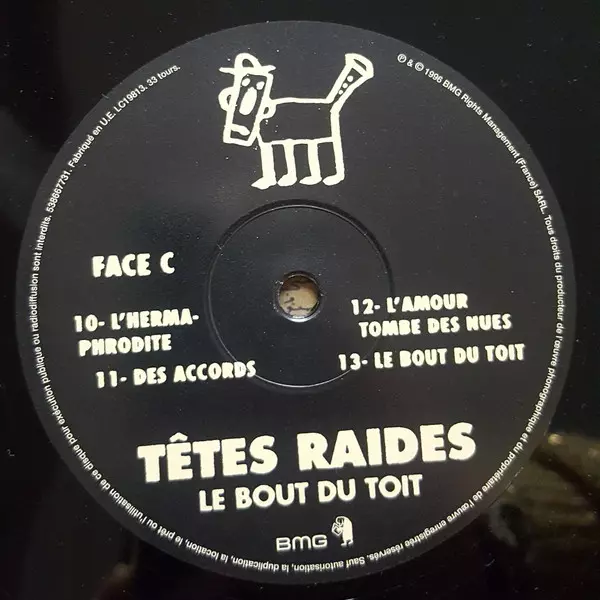 FACE C
10- L'HERMA-
PHRODITE
11- DES ACCORDS
12- L'AMOUR
TOMBE DES NUES
13- LE BOUT DU TOIT
TÊTES RAIDES
LE BOUT DU TOIT
BMG
℗ & © 1996 BMG Rights Management (France) SARL. Tous droits du producteur de l'œuvre phonographique et du propriétaire de l'œuvre enregistrée réservés. Sauf autorisation, la duplication, la location, le prêt ou l'utilisation de ce disque pour exécution publique ou radiodiffusion sont interdits. 538667731. Fabriqué en U.E. LC19813. 33 tours.